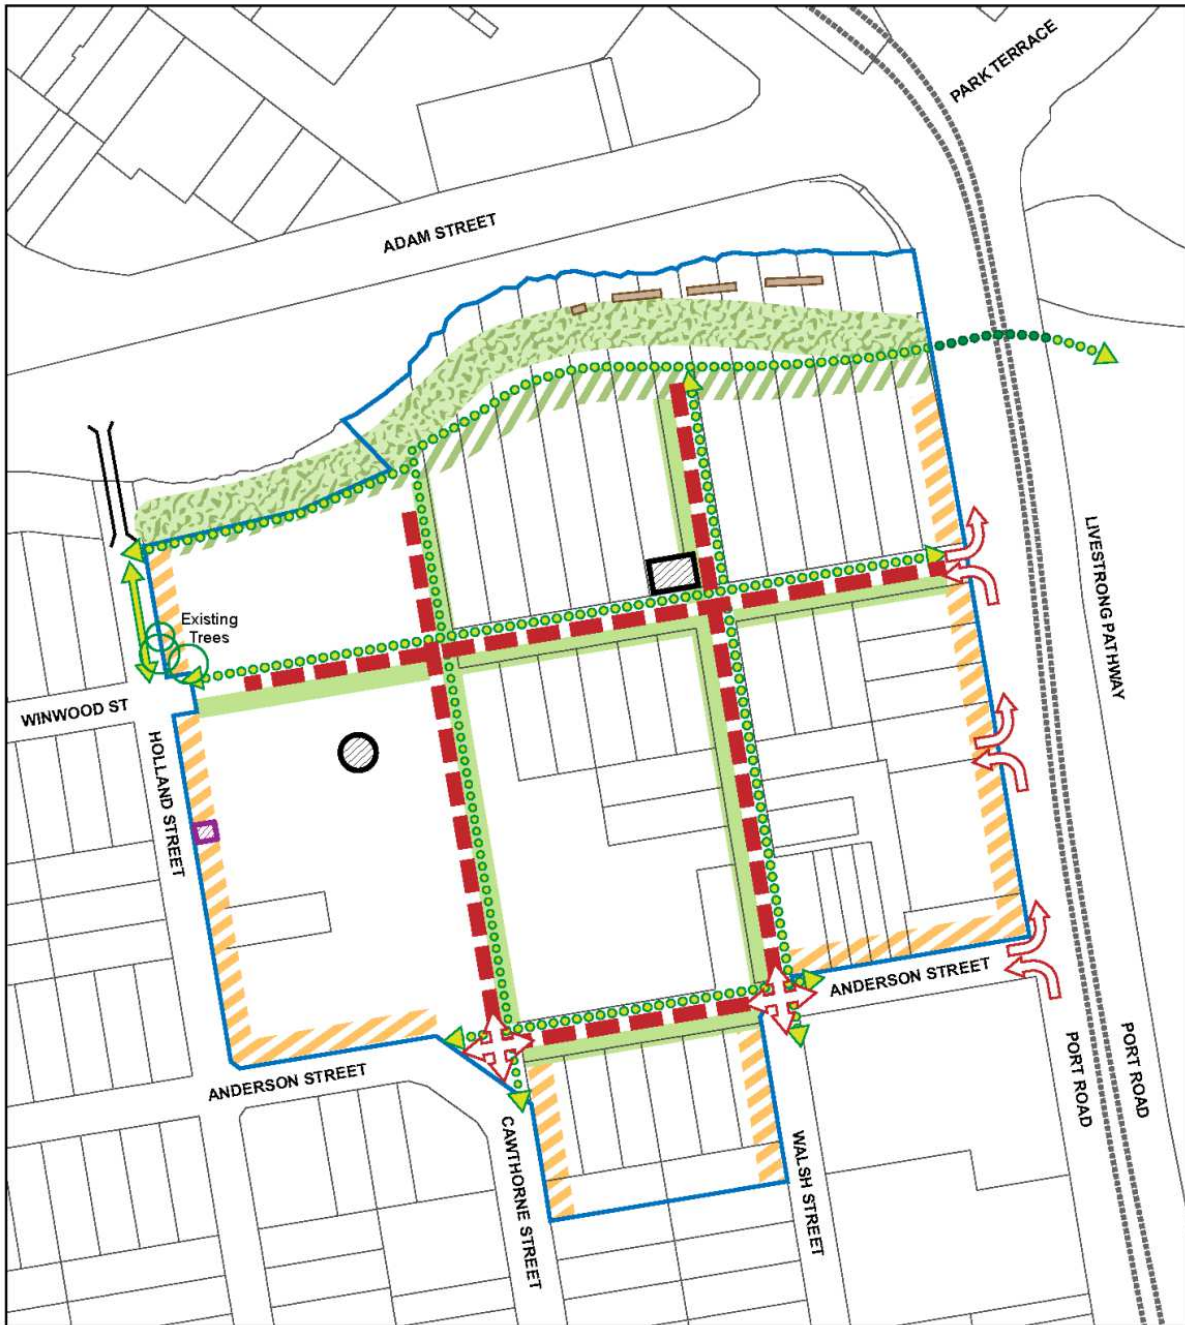 PARK TERRACE
ADAM STREET
LIVESTRONG PATHWAY
Existing
Trees
WINWOOD ST
HOLLAND STREET
ANDERSON STREET
ANDERSON STREET
PORT ROAD
PORT ROAD
CAWTHORNE STREET
WALSH STREET